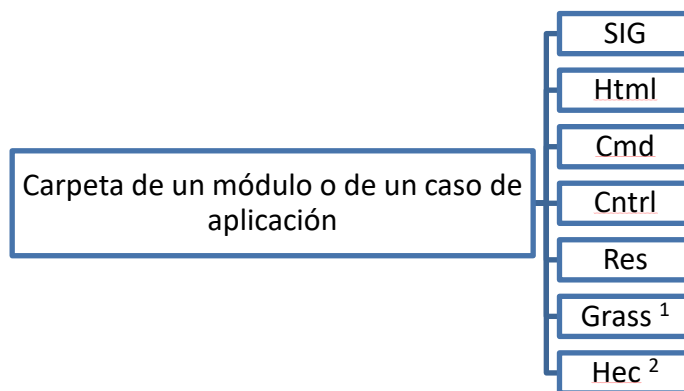 Carpeta de un módulo o de un caso de
aplicación
SIG
Html
Cmd
Cntrl
Res
Grass ¹
Hec ²